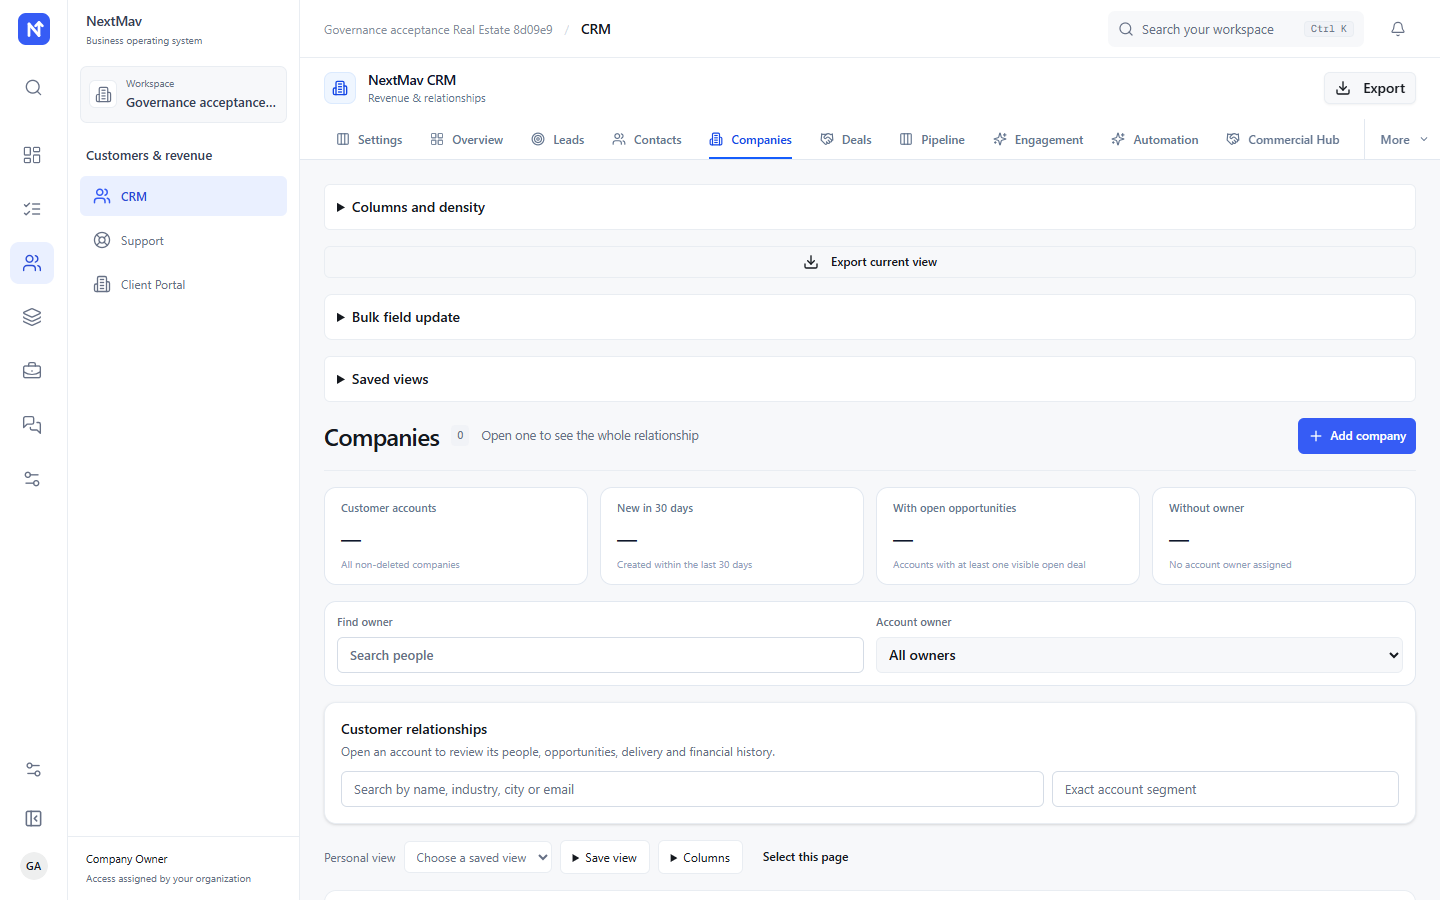 NextMav
Business operating system
Workspace
Governance acceptance...
Customers & revenue
CRM
Support
Client Portal
GA
Company Owner
Access assigned by your organization
Governance acceptance Real Estate 8d09e9 / CRM
Search your workspace Ctrl K
NextMav CRM
Revenue & relationships
Export
Settings Overview Leads Contacts Companies Deals Pipeline Engagement Automation Commercial Hub More
Columns and density
Export current view
Bulk field update
Saved views
Companies 0 Open one to see the whole relationship
Add company
Customer accounts
—
All non-deleted companies
New in 30 days
—
Created within the last 30 days
With open opportunities
—
Accounts with at least one visible open deal
Without owner
—
No account owner assigned
Find owner
Search people
Account owner
All owners
Customer relationships
Open an account to review its people, opportunities, delivery and financial history.
Search by name, industry, city or email
Exact account segment
Personal view Choose a saved view Save view Columns Select this page